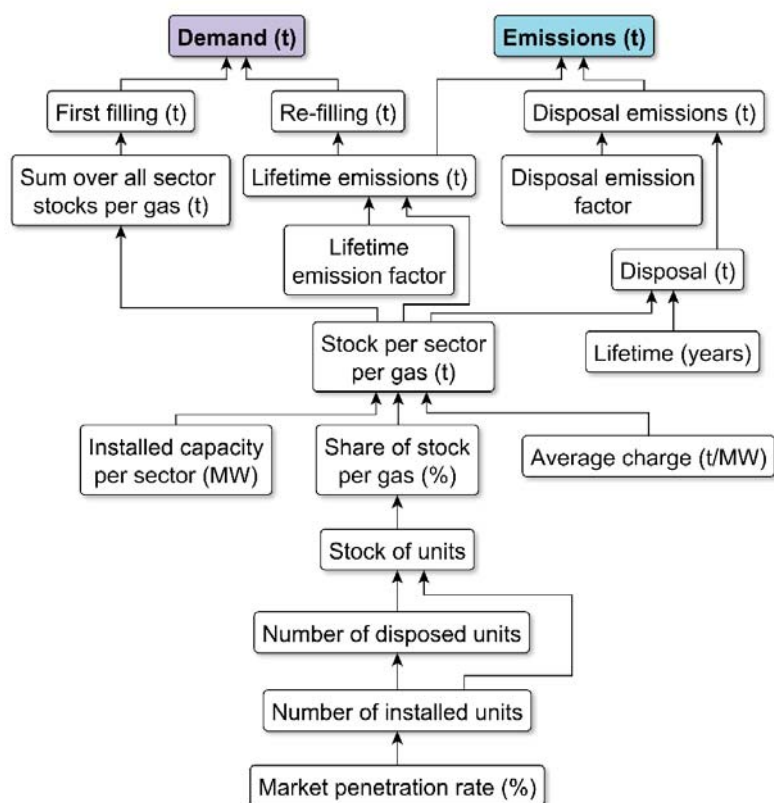 Demand (t)
Emissions (t)
First filling (t)
Re-filling (t)
Disposal emissions (t)
Sum over all sector
stocks per gas (t)
Lifetime emissions (t)
Disposal emission
factor
Lifetime
emission factor
Disposal (t)
Stock per sector
per gas (t)
Lifetime (years)
Installed capacity
per sector (MW)
Share of stock
per gas (%)
Average charge (t/MW)
Stock of units
Number of disposed units
Number of installed units
Market penetration rate (%)